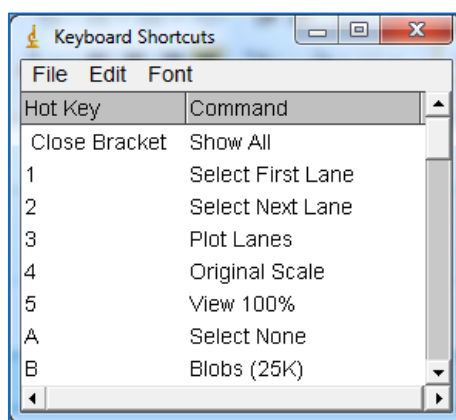 Keyboard Shortcuts
File Edit Font
Hot Key Command
Close Bracket Show All
1 Select First Lane
2 Select Next Lane
3 Plot Lanes
4 Original Scale
5 View 100%
A Select None
B Blobs (25K)